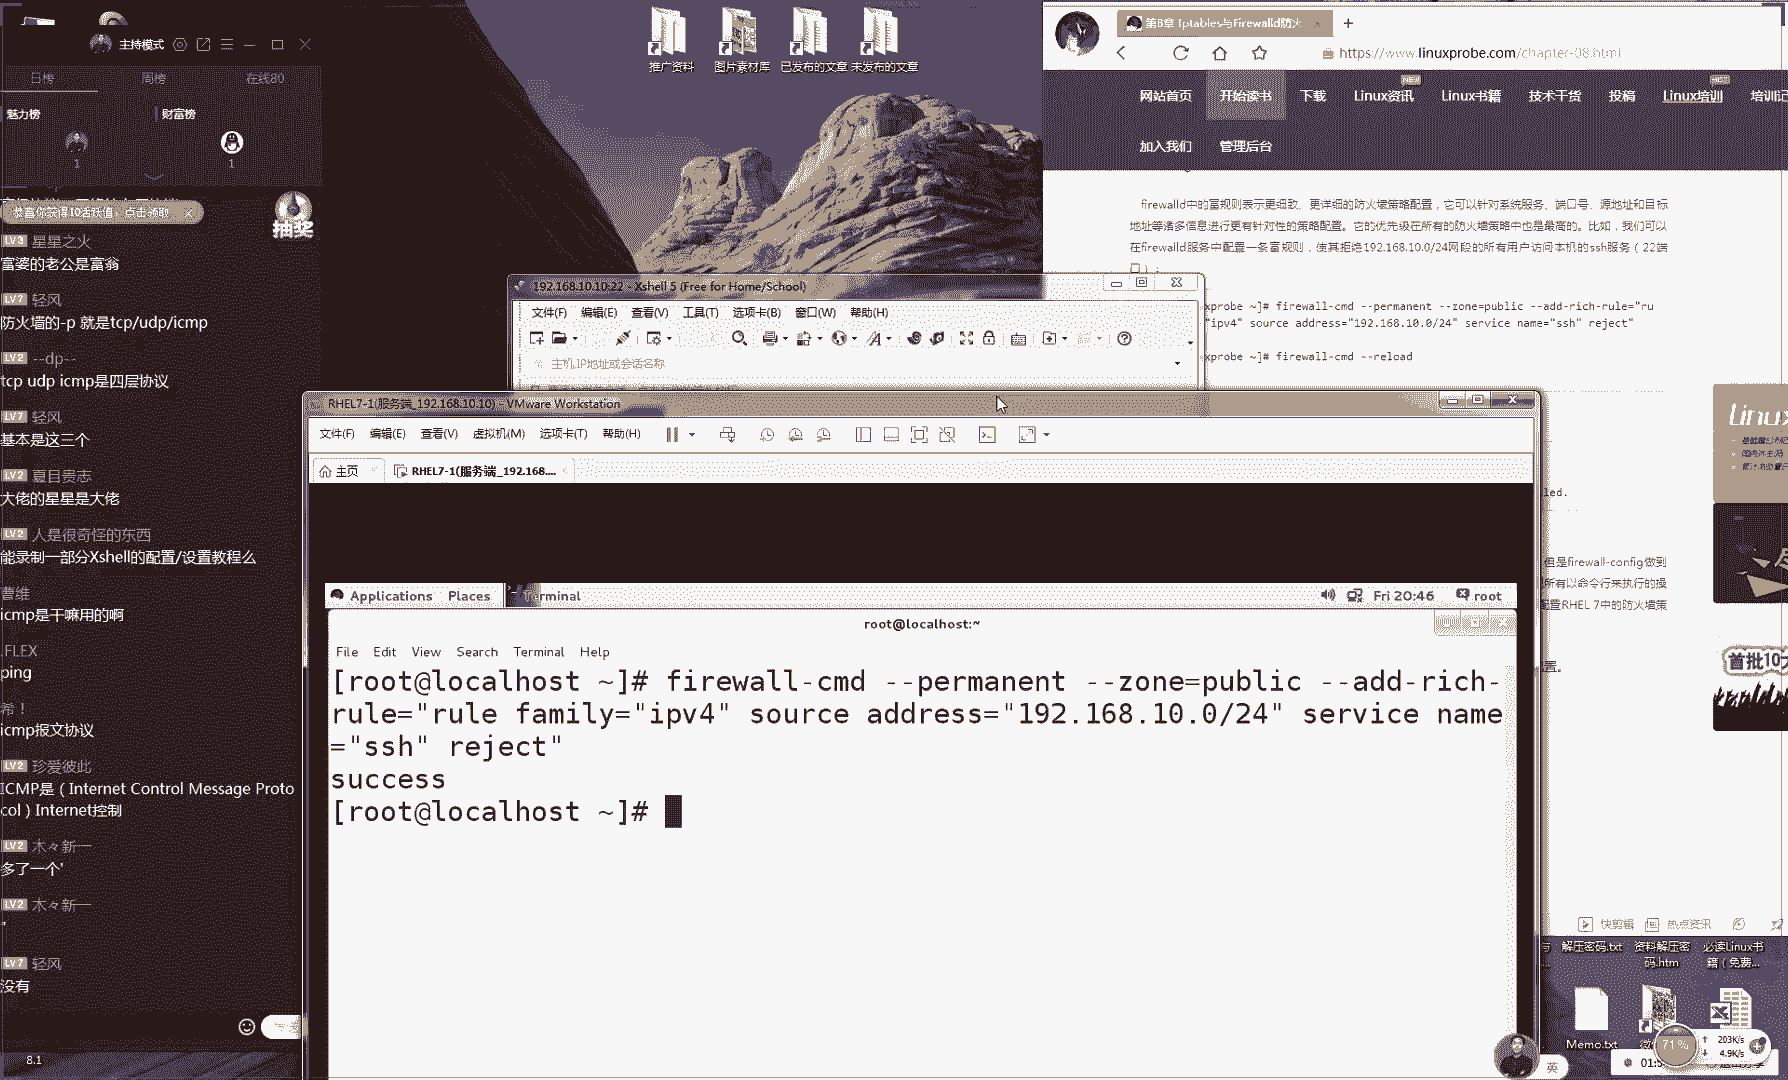 主持模式
日榜 周榜 在线80
魅力榜 财富榜
1 1
恭喜你获得10活跃值，点击领取
抽奖
LV3 星星之火
富婆的老公是富翁
LV7 轻风
防火墙的-p 就是tcp/udp/icmp
LV2 --dp--
tcp udp icmp是四层协议
LV7 轻风
基本是这三个
LV2 夏目贵志
大佬的星星是大佬
LV2 人是很奇怪的东西
能录制一部分Xshell的配置/设置教程么
曹维
icmp是干嘛用的啊
.FLEX
ping
希！
icmp报文协议
LV2 珍爱彼此
ICMP是（Internet Control Message Proto
col）Internet控制
LV2 木々新一
多了一个'
LV2 木々新一
"
LV7 轻风
没有
8.1
推广资料 图片素材库 已发布的文章 未发布的文章
第8章 Iptables与Firewalld防火
https://www.linuxprobe.com/chapter-08.html
网站首页 开始读书 下载 Linux资讯 NEW Linux书籍 技术干货 投稿 Linux培训 培训记
加入我们 管理后台
firewalld中的富规则表示更细致、更详细的防火墙策略配置，它可以针对系统服务、端口号、源地址和目标
地址等诸多信息进行更有针对性的策略配置。它的优先级在所有的防火墙策略中也是最高的。比如，我们可以
在firewalld服务中配置一条富规则，使其拒绝192.168.10.0/24网段的所有用户访问本机的ssh服务（22端
口）：
xprobe ~]# firewall-cmd --permanent --zone=public --add-rich-rule="ru
"ipv4" source address="192.168.10.0/24" service name="ssh" reject"
xprobe ~]# firewall-cmd --reload
led.
但是firewall-config做到
所有以命令行来执行的操
配置RHEL 7中的防火墙策
置。
Linux
首批10
快剪辑 热点资讯
192.168.10.10:22 - Xshell 5 (Free for Home/School)
文件(F) 编辑(E) 查看(V) 工具(T) 选项卡(B) 窗口(W) 帮助(H)
主机,IP地址或会话名称
RHEL7-1(服务端_192.168.10.10) - VMware Workstation
文件(F) 编辑(E) 查看(V) 虚拟机(M) 选项卡(T) 帮助(H)
主页 RHEL7-1(服务端_192.168....
Applications Places Terminal Fri 20:46 root
root@localhost:~
File Edit View Search Terminal Help
[root@localhost ~]# firewall-cmd --permanent --zone=public --add-rich-
rule="rule family="ipv4" source address="192.168.10.0/24" service name
="ssh" reject"
success
[root@localhost ~]#
解压密码.txt 资料解压密码.htm 必读Linux书籍（免费...
Memo.txt
71% 203K/s
4.9K/s
英